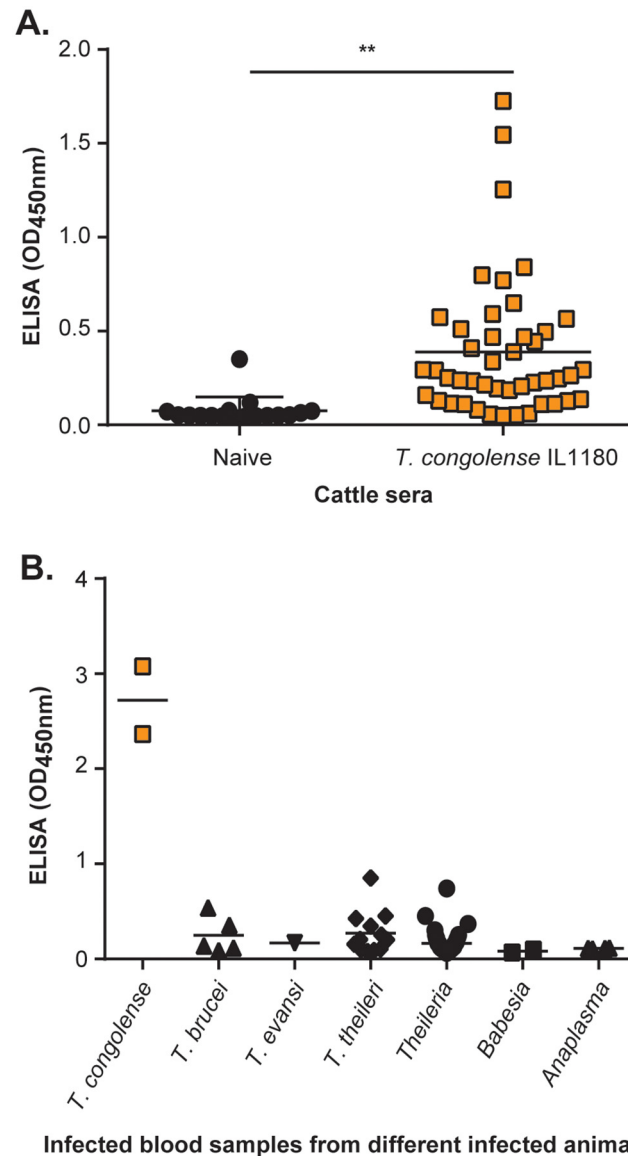 A.
**
2.0
1.5
1.0
0.5
0.0
ELISA (OD450nm)
Naive
T. congolense IL1180
Cattle sera
B.
4
3
2
1
0
ELISA (OD450nm)
T. congolense
T. brucei
T. evansi
T. theileri
Theileria
Babesia
Anaplasma
Infected blood samples from different infected anima